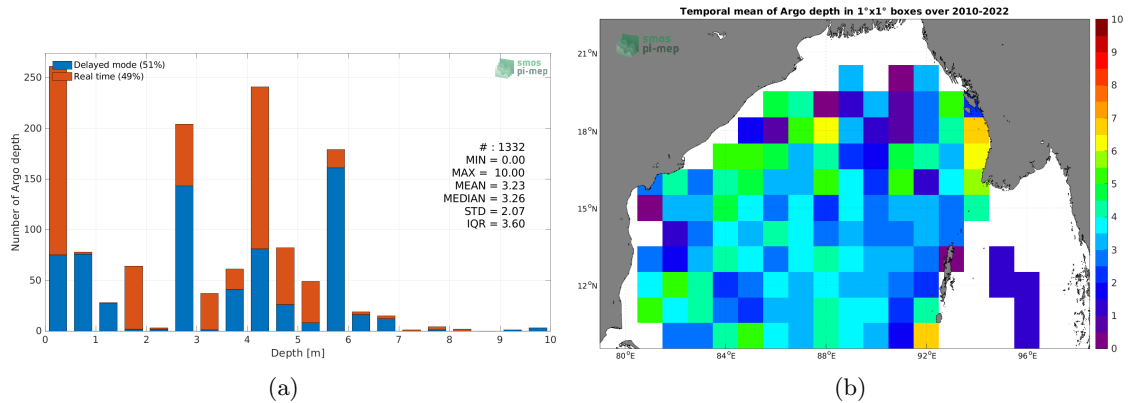 Delayed mode (51%)
Real time (49%)
smos
pi-mep
250
200
150
100
50
0
Number of Argo depth
# : 1332
MIN = 0.00
MAX = 10.00
MEAN = 3.23
MEDIAN = 3.26
STD = 2.07
IQR = 3.60
0 1 2 3 4 5 6 7 8 9 10
Depth [m]
(a)
Temporal mean of Argo depth in 1°x1° boxes over 2010-2022
smos
pi-mep
21°N
18°N
15°N
12°N
80°E 84°E 88°E 92°E 96°E
10
9
8
7
6
5
4
3
2
1
0
(b)